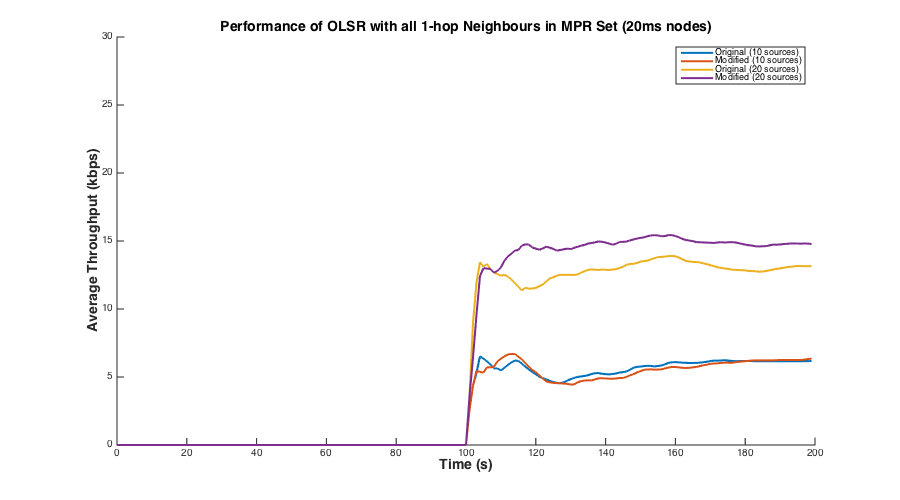 Performance of OLSR with all 1-hop Neighbours in MPR Set (20ms nodes)
Original (10 sources)
Modified (10 sources)
Original (20 sources)
Modified (20 sources)
Average Throughput (kbps)
30
25
20
15
10
5
0
0 20 40 60 80 100 120 140 160 180 200
Time (s)